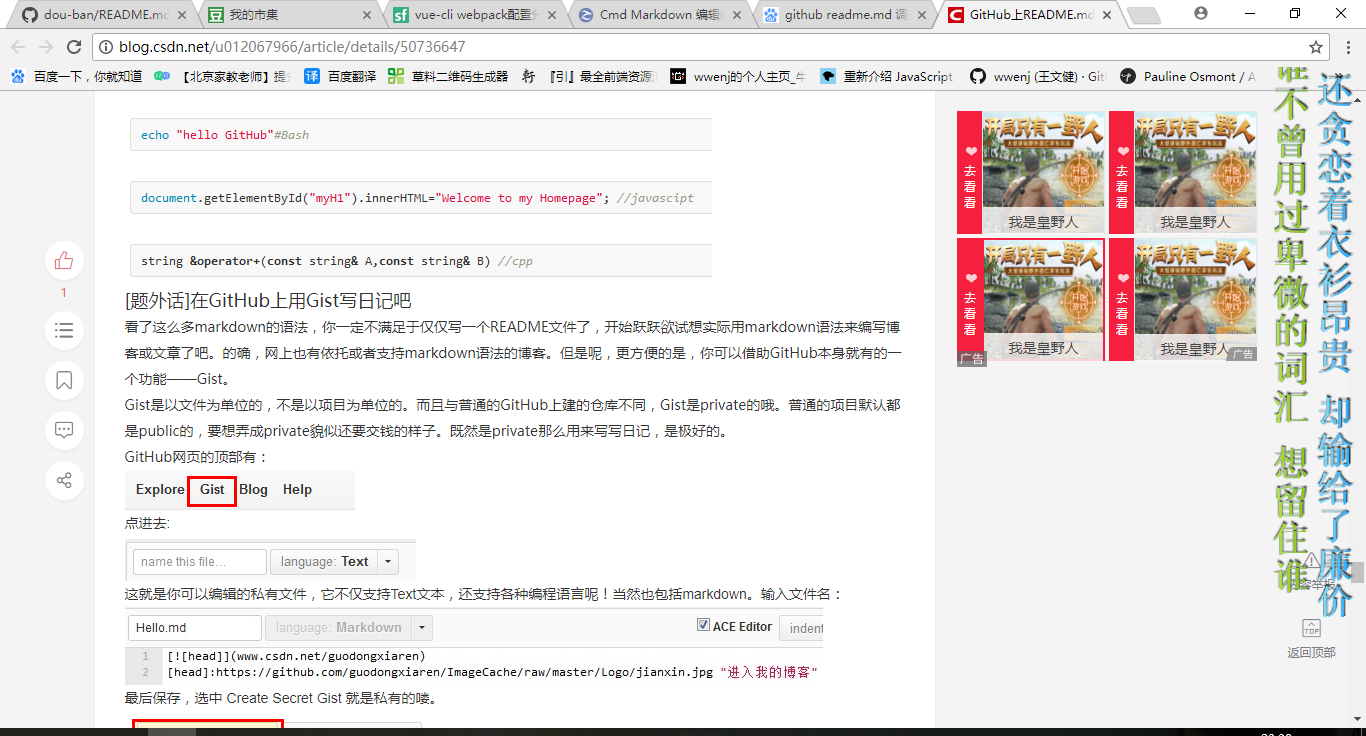 dou-ban/README.md
我的市集
vue-cli webpack配置分
Cmd Markdown 编辑
github readme.md 调
GitHub上README.md
blog.csdn.net/u012067966/article/details/50736647
百度一下，你就知道
【北京家教老师】提
百度翻译
草料二维码生成器
『引』最全前端资源
wwenj的个人主页_牛
重新介绍 JavaScript
wwenj (王文健) · Git
Pauline Osmont / A
echo "hello GitHub"#Bash
document.getElementById("myH1").innerHTML="Welcome to my Homepage"; //javascipt
string &operator+(const string& A,const string& B) //cpp
[题外话]在GitHub上用Gist写日记吧
看了这么多markdown的语法，你一定不满足于仅仅写一个README文件了，开始跃跃欲试想实际用markdown语法来编写博
客或文章了吧。的确，网上也有依托或者支持markdown语法的博客。但是呢，更方便的是，你可以借助GitHub本身就有的一
个功能——Gist。
Gist是以文件为单位的，不是以项目为单位的。而且与普通的GitHub上建的仓库不同，Gist是private的哦。普通的项目默认都
是public的，要想弄成private貌似还要交钱的样子。既然是private那么用来写写日记，是极好的。
GitHub网页的顶部有：
Explore Gist Blog Help
点进去:
name this file... language: Text
这就是你可以编辑的私有文件，它不仅支持Text文本，还支持各种编程语言呢！当然也包括markdown。输入文件名：
Hello.md language: Markdown ACE Editor indent
1 [![head]](www.csdn.net/guodongxiaren)
2 [head]:https://github.com/guodongxiaren/ImageCache/raw/master/Logo/jianxin.jpg "进入我的博客"
最后保存，选中 Create Secret Gist 就是私有的喽。
1
开局只有一野人
开始游戏
去看看
我是皇野人
开局只有一野人
开始游戏
去看看
我是皇野人
开局只有一野人
开始游戏
去看看
我是皇野人
广告
开局只有一野人
开始游戏
去看看
我是皇野人
广告
谁不曾用过卑微的词汇 想留住谁
还贪恋着衣衫昂贵 却输给了廉价
TOP
返回顶部